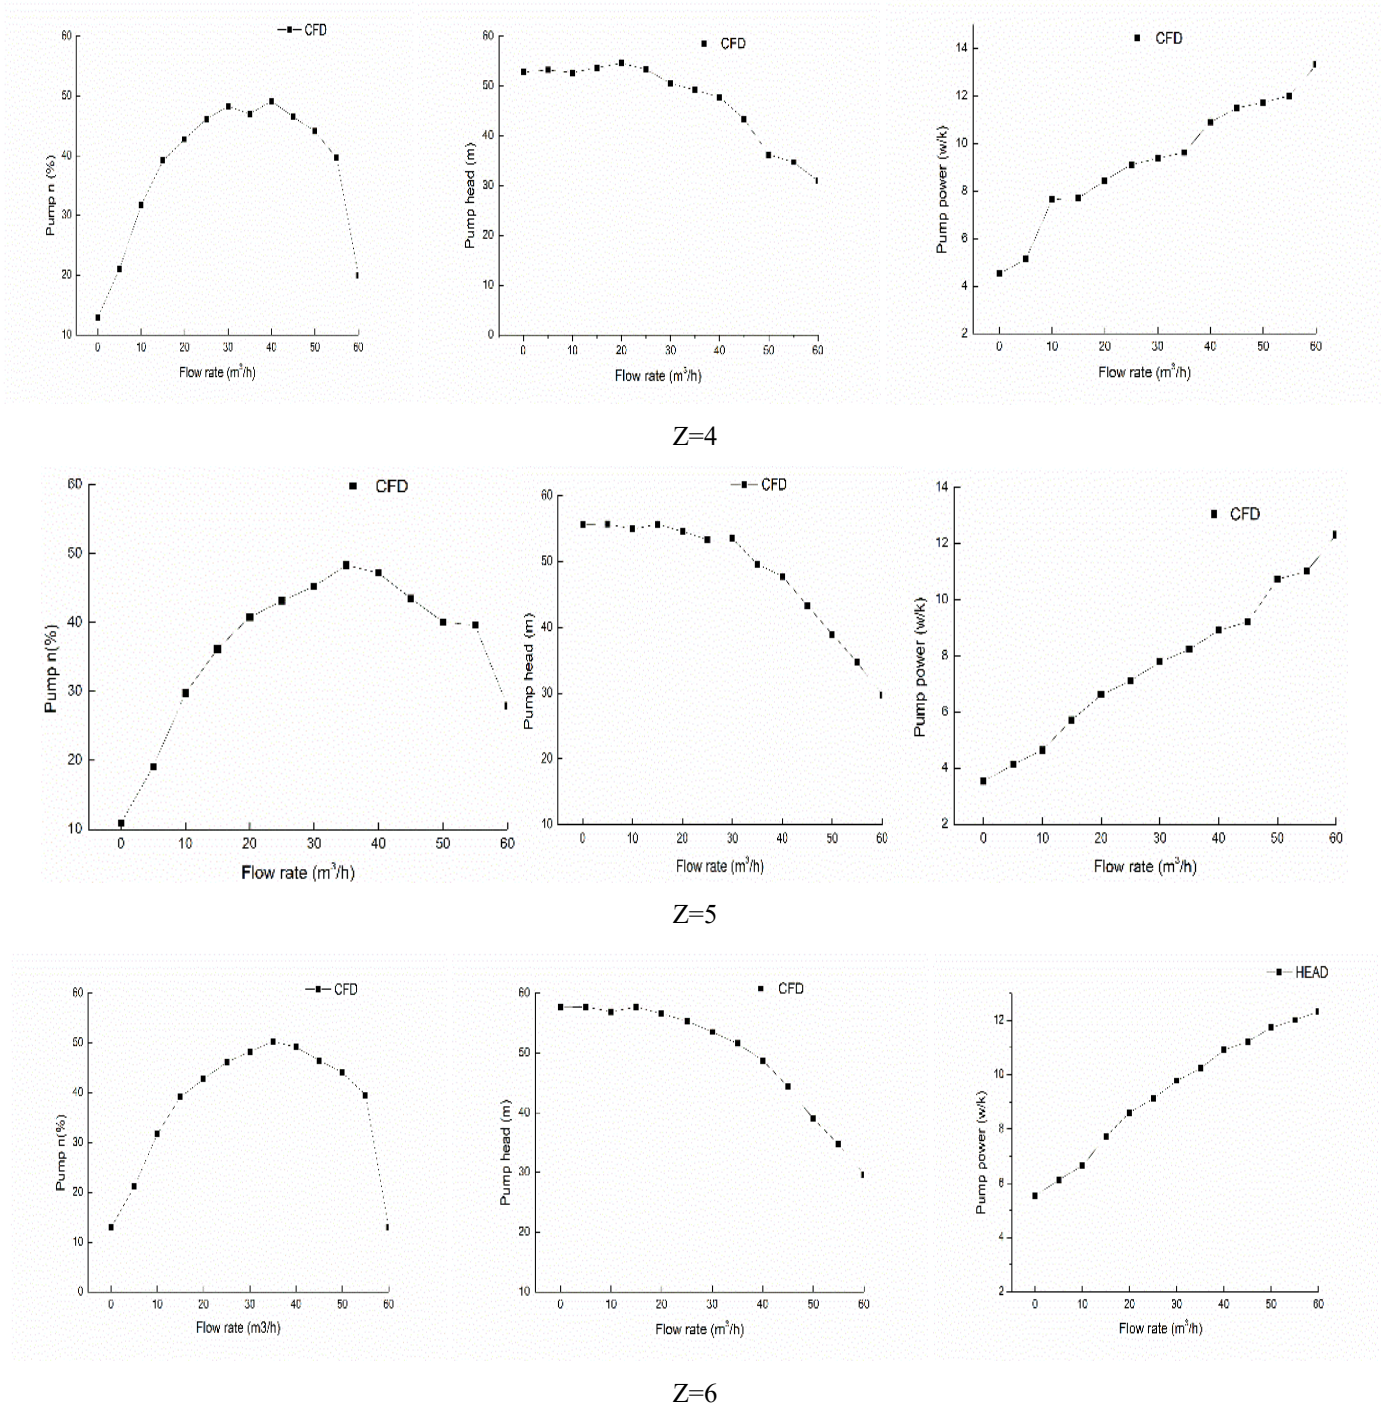 CFD
60
50
40
30
20
10
Pump n (%)
0 10 20 30 40 50 60
Flow rate (m³/h)
CFD
60
50
40
30
20
10
0
Pump head (m)
0 10 20 30 40 50 60
Flow rate (m³/h)
CFD
14
12
10
8
6
4
2
Pump power (w/k)
0 10 20 30 40 50 60
Flow rate (m³/h)
Z=4
CFD
60
50
40
30
20
10
Pump n(%)
0 10 20 30 40 50 60
Flow rate (m³/h)
CFD
60
50
40
30
20
10
Pump head (m)
0 10 20 30 40 50 60
Flow rate (m³/h)
CFD
14
12
10
8
6
4
2
Pump power (w/k)
0 10 20 30 40 50 60
Flow rate (m³/h)
Z=5
CFD
60
50
40
30
20
10
0
Pump n(%)
0 10 20 30 40 50 60
Flow rate (m3/h)
CFD
60
50
40
30
20
10
Pump head (m)
0 10 20 30 40 50 60
Flow rate (m³/h)
HEAD
12
10
8
6
4
2
Pump power (w/k)
0 10 20 30 40 50 60
Flow rate (m³/h)
Z=6